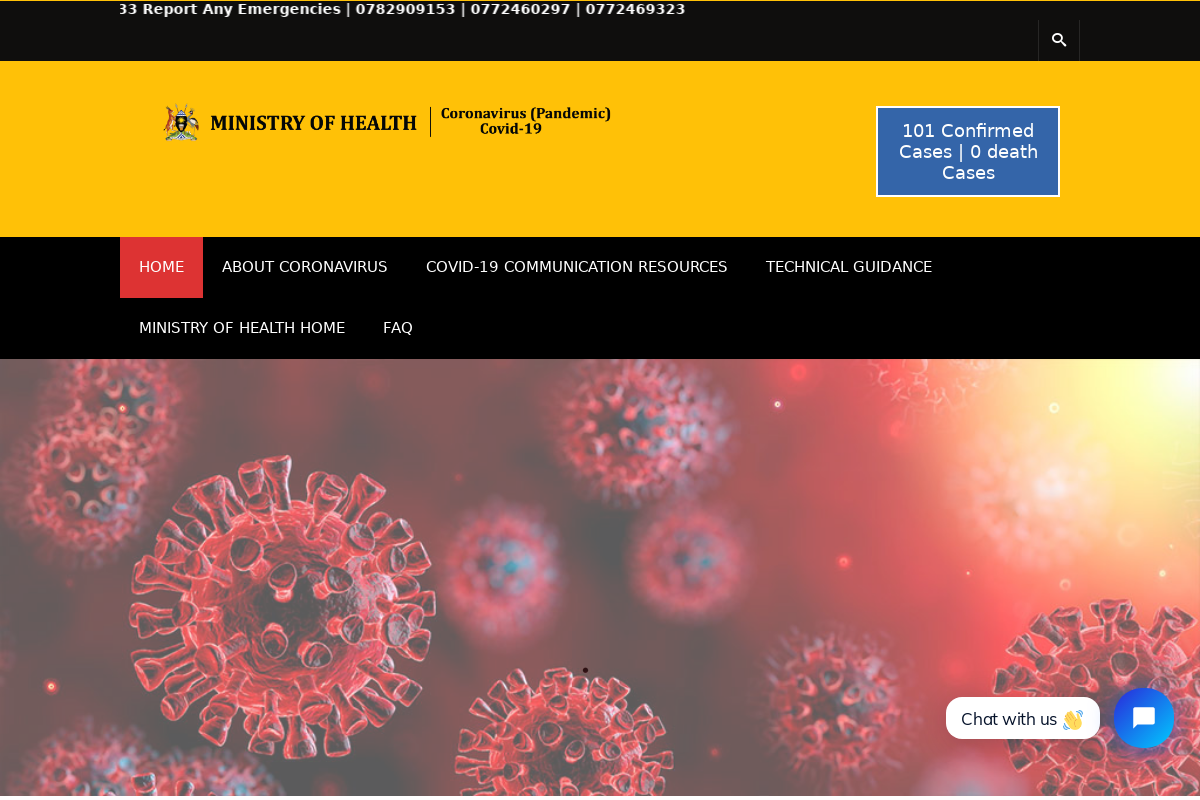 33 Report Any Emergencies | 0782909153 | 0772460297 | 0772469323
MINISTRY OF HEALTH
Coronavirus (Pandemic)
Covid-19
101 Confirmed
Cases | 0 death
Cases
HOME
ABOUT CORONAVIRUS
COVID-19 COMMUNICATION RESOURCES
TECHNICAL GUIDANCE
MINISTRY OF HEALTH HOME
FAQ
Chat with us 👋